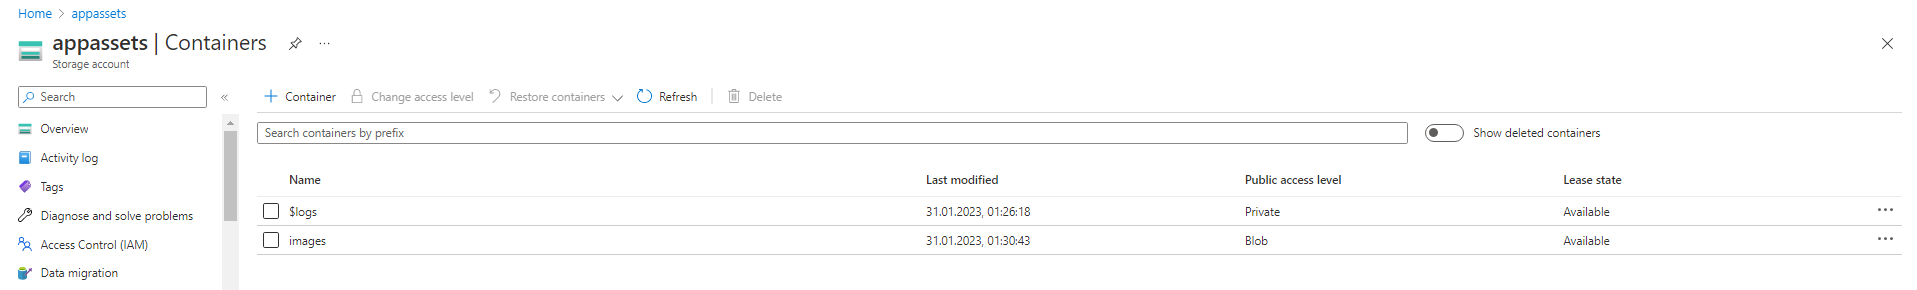 Home > appassets
appassets | Containers
Storage account
Search
Overview
Activity log
Tags
Diagnose and solve problems
Access Control (IAM)
Data migration
Container Change access level Restore containers Refresh Delete
Search containers by prefix
Show deleted containers
Name Last modified Public access level Lease state
$logs 31.01.2023, 01:26:18 Private Available
images 31.01.2023, 01:30:43 Blob Available